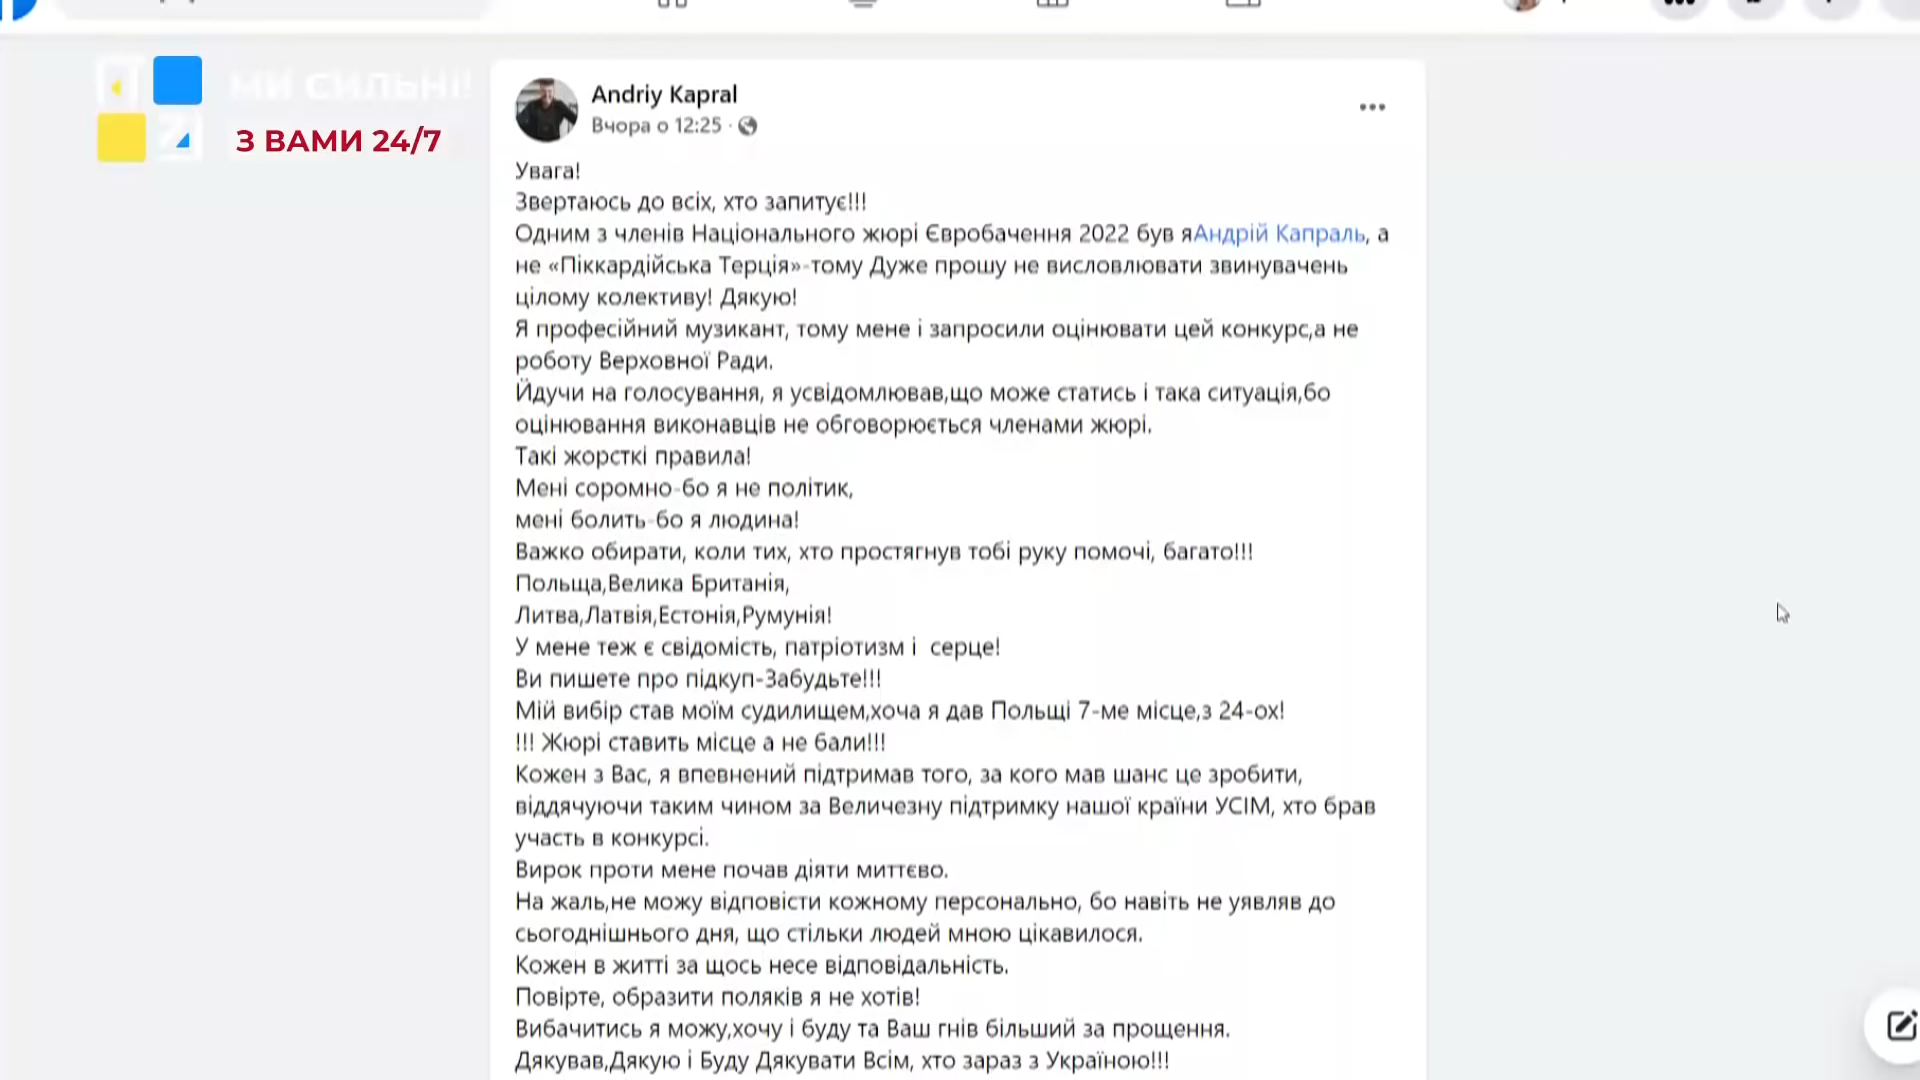 МИ СИЛЬНІ!
З ВАМИ 24/7
Andriy Kapral
Вчора о 12:25 ·
Увага!
Звертаюсь до всіх, хто запитує!!!
Одним з членів Національного жюрі Євробачення 2022 був яАндрій Капраль, а
не «Піккардійська Терція»-тому Дуже прошу не висловлювати звинувачень
цілому колективу! Дякую!
Я професійний музикант, тому мене і запросили оцінювати цей конкурс,а не
роботу Верховної Ради.
Йдучи на голосування, я усвідомлював,що може статись і така ситуація,бо
оцінювання виконавців не обговорюється членами жюрі.
Такі жорсткі правила!
Мені соромно-бо я не політик,
мені болить-бо я людина!
Важко обирати, коли тих, хто простягнув тобі руку помочі, багато!!!
Польща,Велика Британія,
Литва,Латвія,Естонія,Румунія!
У мене теж є свідомість, патріотизм і  серце!
Ви пишете про підкуп-Забудьте!!!
Мій вибір став моїм судилищем,хоча я дав Польщі 7-ме місце,з 24-ох!
!!! Жюрі ставить місце а не бали!!!
Кожен з Вас, я впевнений підтримав того, за кого мав шанс це зробити,
віддячуючи таким чином за Величезну підтримку нашої країни УСІМ, хто брав
участь в конкурсі.
Вирок проти мене почав діяти миттєво.
На жаль,не можу відповісти кожному персонально, бо навіть не уявляв до
сьогоднішнього дня, що стільки людей мною цікавилося.
Кожен в житті за щось несе відповідальність.
Повірте, образити поляків я не хотів!
Вибачитись я можу,хочу і буду та Ваш гнів більший за прощення.
Дякував,Дякую і Буду Дякувати Всім, хто зараз з Україною!!!